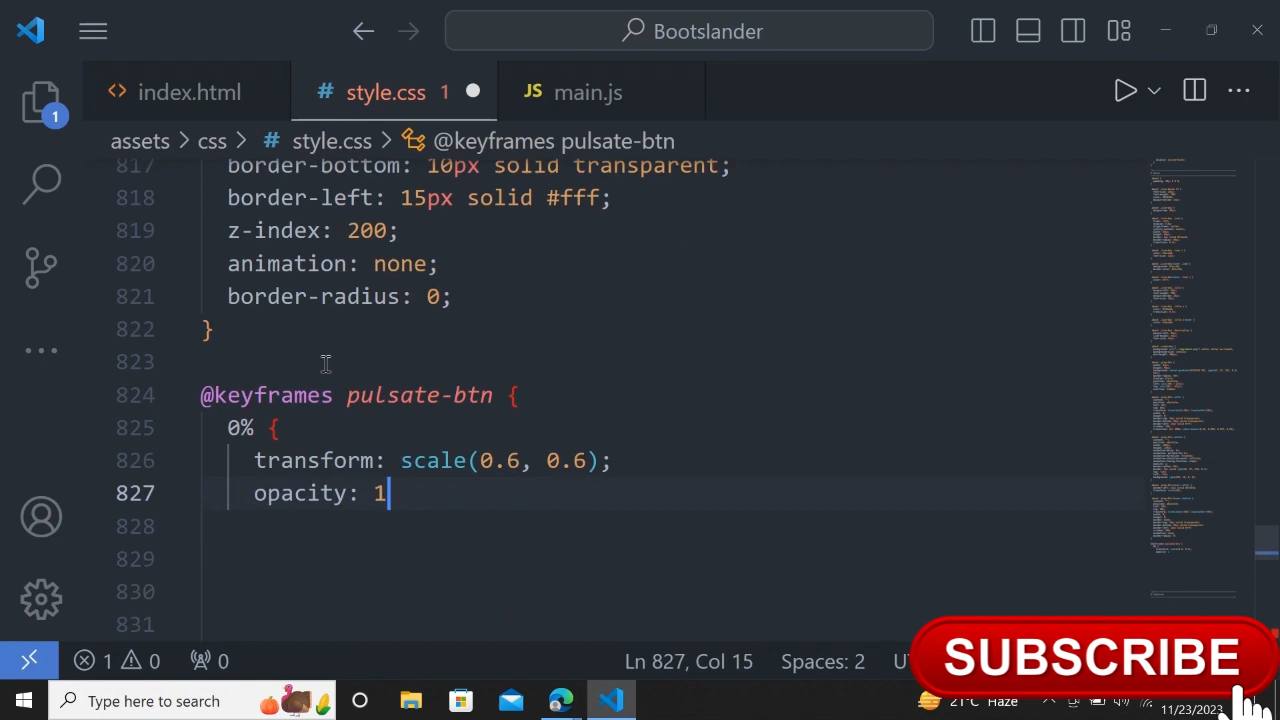 Bootslander
index.html
style.css 1
JS main.js
1
assets > css > # style.css > @keyframes pulsate-btn
817 border-bottom: 10px solid transparent;
818 border-left: 15px solid #fff;
819 z-index: 200;
820 animation: none;
821 border-radius: 0;
822 }
823
824 @keyframes pulsate-btn {
825 0% {
826 transform: scale(0.6, 0.6);
827 opacity: 1
828
829
830
831
1 0 0 Ln 827, Col 15 Spaces: 2
SUBSCRIBE
Type here to search
21°C Haze
11/23/2023